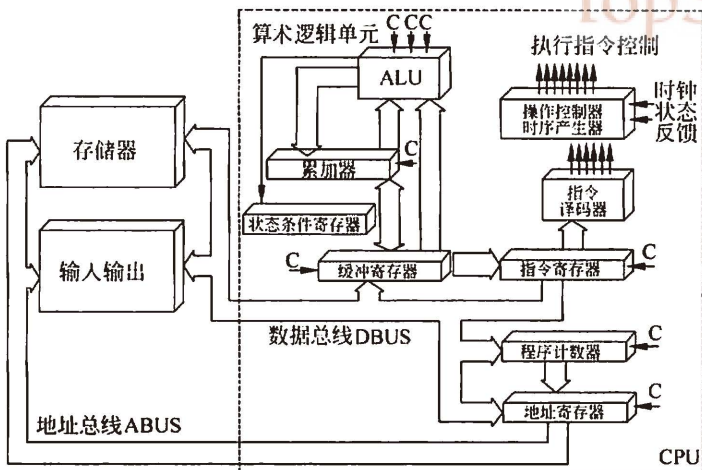 Tops
算术逻辑单元
C CC
ALU
执行指令控制
操作控制器
时序产生器
时钟
状态
反馈
存储器
累加器
C
指令
译码器
状态条件寄存器
输入输出
C
缓冲寄存器
指令寄存器
C
数据总线DBUS
程序计数器
C
C
地址寄存器
地址总线ABUS
CPU